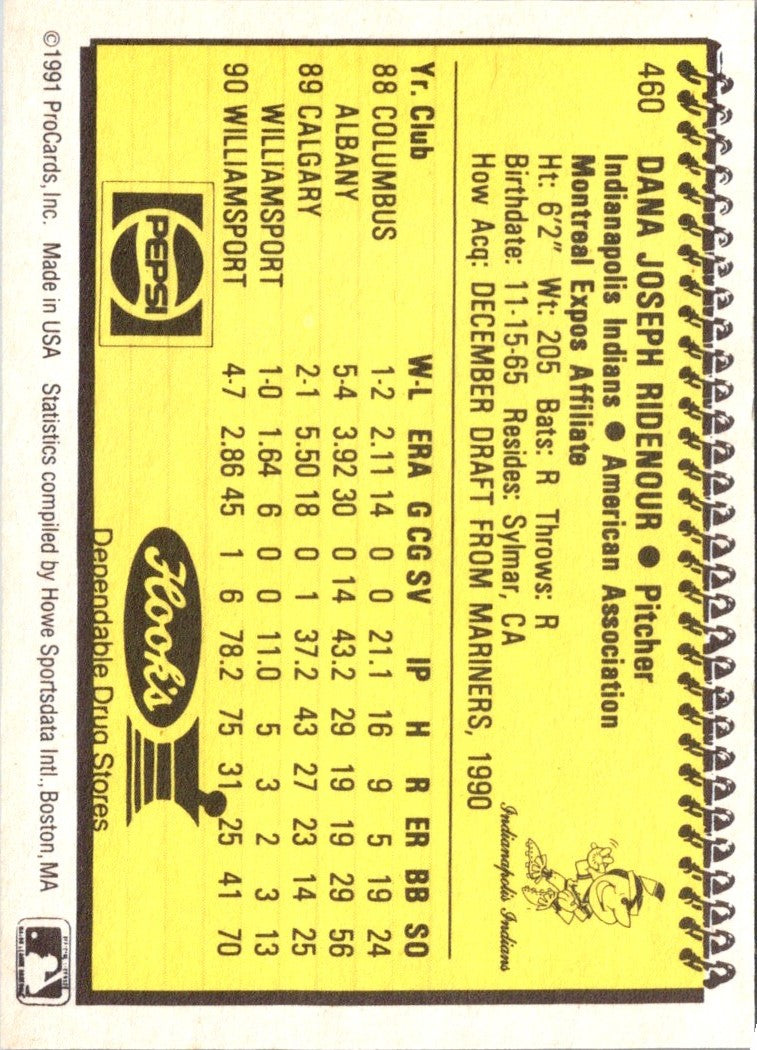 460 DANA JOSEPH RIDENOUR ● Pitcher
Indianapolis Indians ● American Association
Montreal Expos Affiliate
Ht: 6'2" Wt: 205 Bats: R Throws: R
Birthdate: 11-15-65 Resides: Sylmar, CA
How Acq: DECEMBER DRAFT FROM MARINERS, 1990
Indianapolis Indians
Yr. Club W-L ERA G CG SV IP H R ER BB SO
88 COLUMBUS 1-2 2.11 14 0 0 21.1 16 9 5 19 24
ALBANY 5-4 3.92 30 0 14 43.2 29 19 19 29 56
89 CALGARY 2-1 5.50 18 0 1 37.2 43 27 23 14 25
WILLIAMSPORT 1-0 1.64 6 0 0 11.0 5 3 2 3 13
90 WILLIAMSPORT 4-7 2.86 45 1 6 78.2 75 31 25 41 70
PEPSI
Hook's
Dependable Drug Stores
©1991 ProCards, Inc. Made in USA Statistics compiled by Howe Sportsdata Intl., Boston, MA